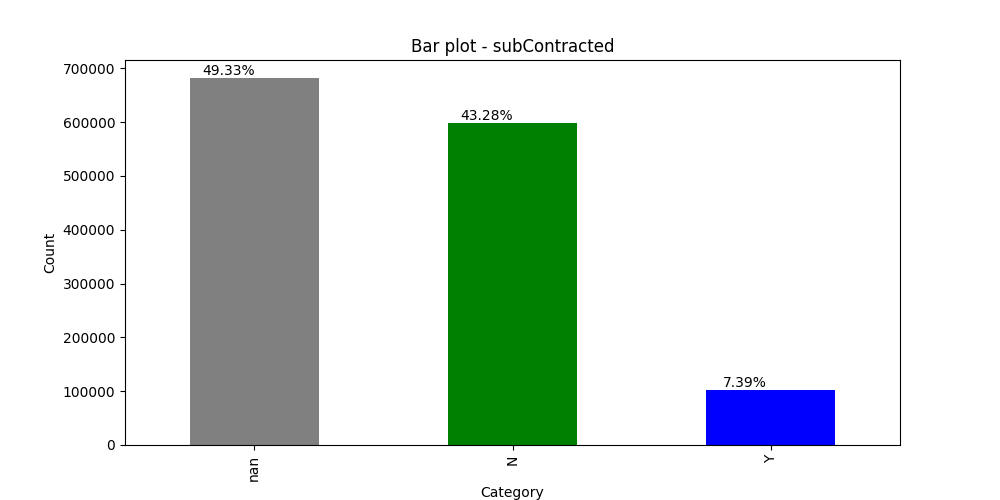 Bar plot - subContracted
700000
600000
500000
400000
300000
200000
100000
0
Count
49.33%
43.28%
7.39%
nan
N
Y
Category